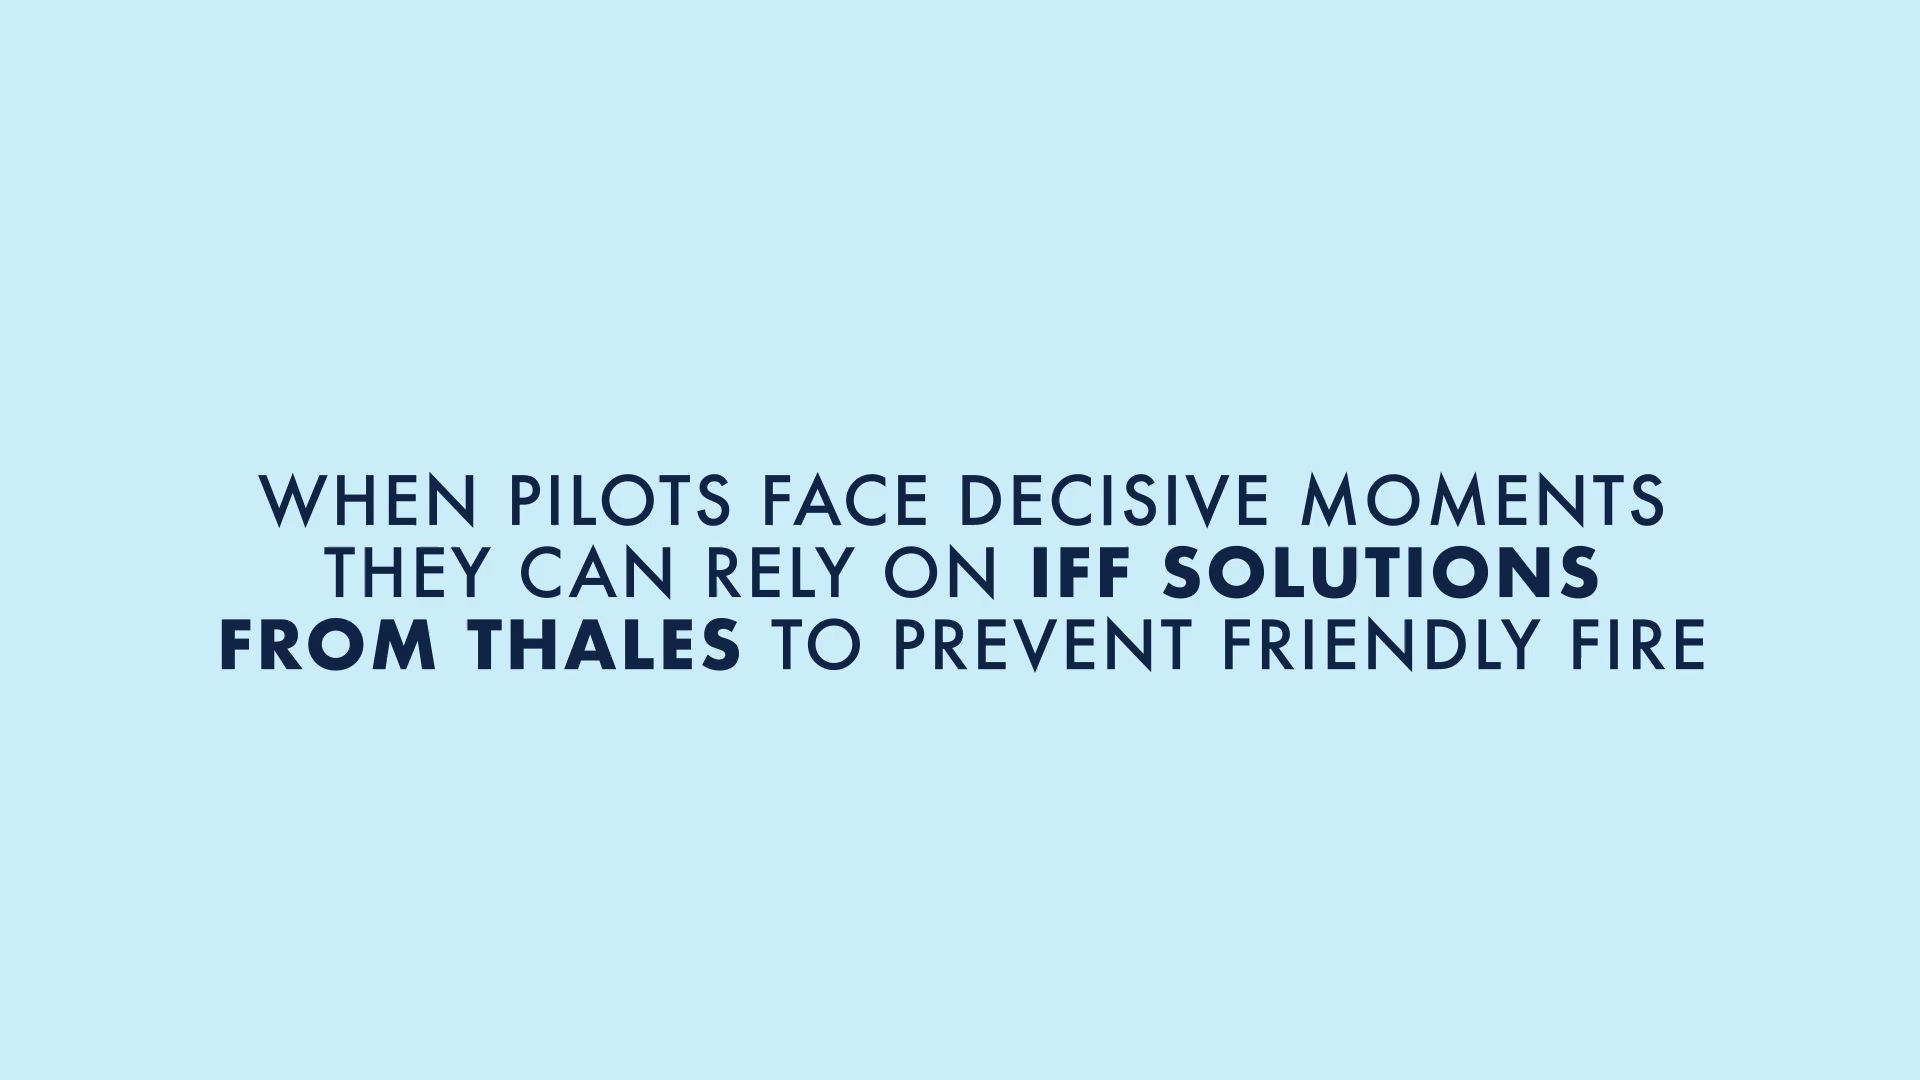 WHEN PILOTS FACE DECISIVE MOMENTS
THEY CAN RELY ON IFF SOLUTIONS
FROM THALES TO PREVENT FRIENDLY FIRE